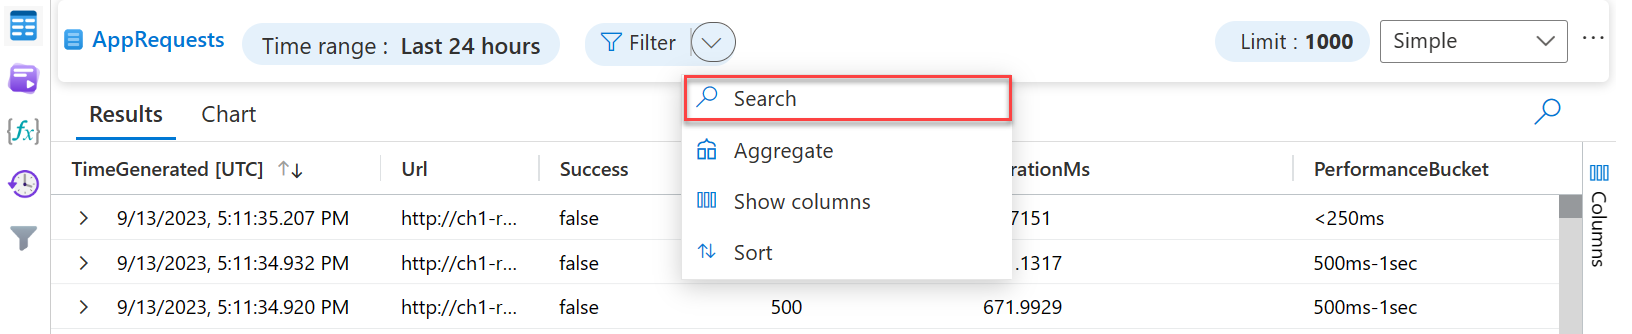 AppRequests Time range : Last 24 hours Filter Limit : 1000 Simple ...
Search
Results Chart
{fx}
Aggregate
TimeGenerated [UTC] ↑↓ Url Success rationMs PerformanceBucket
Show columns
9/13/2023, 5:11:35.207 PM http://ch1-r... false 7151 <250ms
Columns
Sort
9/13/2023, 5:11:34.932 PM http://ch1-r... false .1317 500ms-1sec
9/13/2023, 5:11:34.920 PM http://ch1-r... false 500 671.9929 500ms-1sec